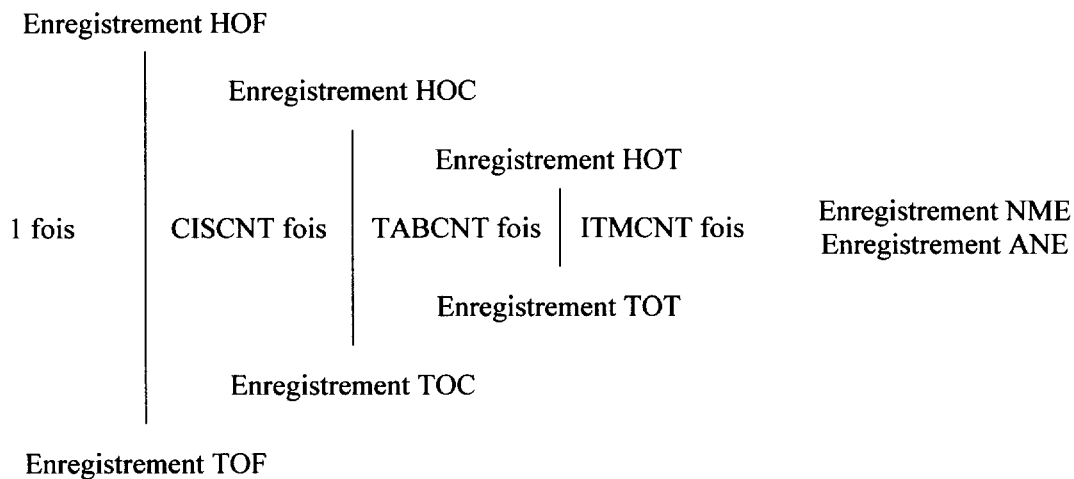 Enregistrement HOF
Enregistrement HOC
Enregistrement HOT
1 fois CISCNT fois TABCNT fois ITMCNT fois Enregistrement NME
Enregistrement ANE
Enregistrement TOT
Enregistrement TOC
Enregistrement TOF